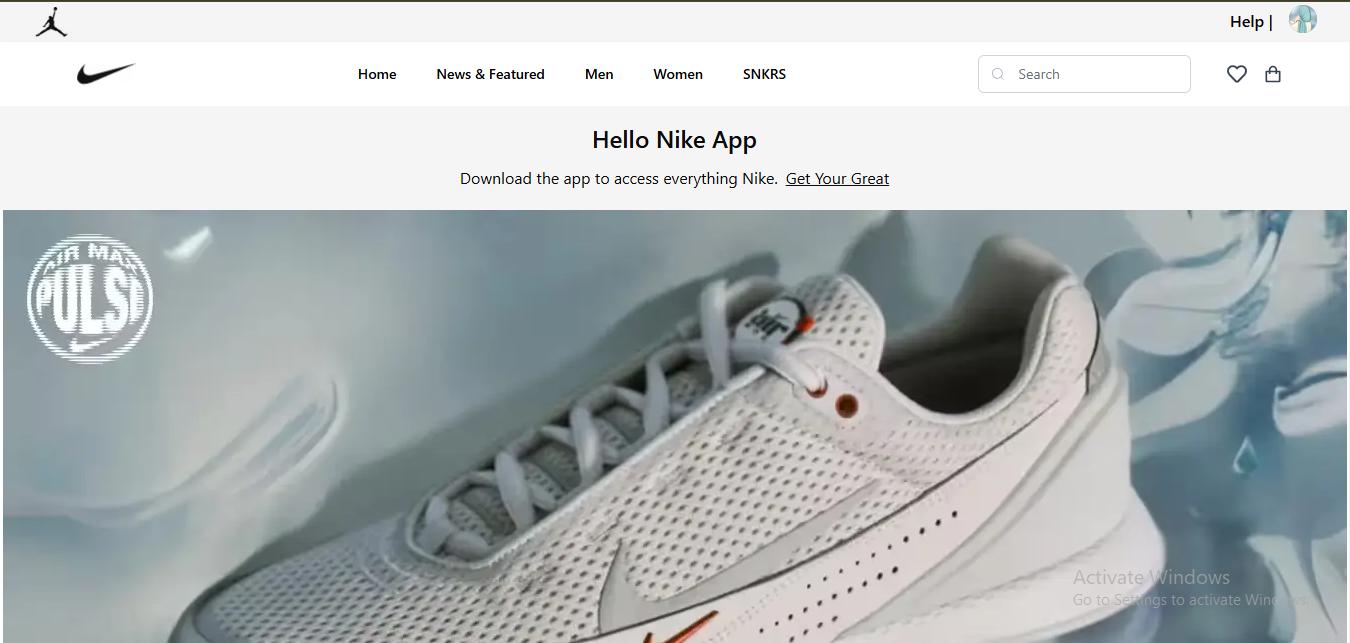 Help |
Home News & Featured Men Women SNKRS Search
Hello Nike App
Download the app to access everything Nike. Get Your Great
AIR MAX
PULSE
Air
Activate Windows
Go to Settings to activate Windows.